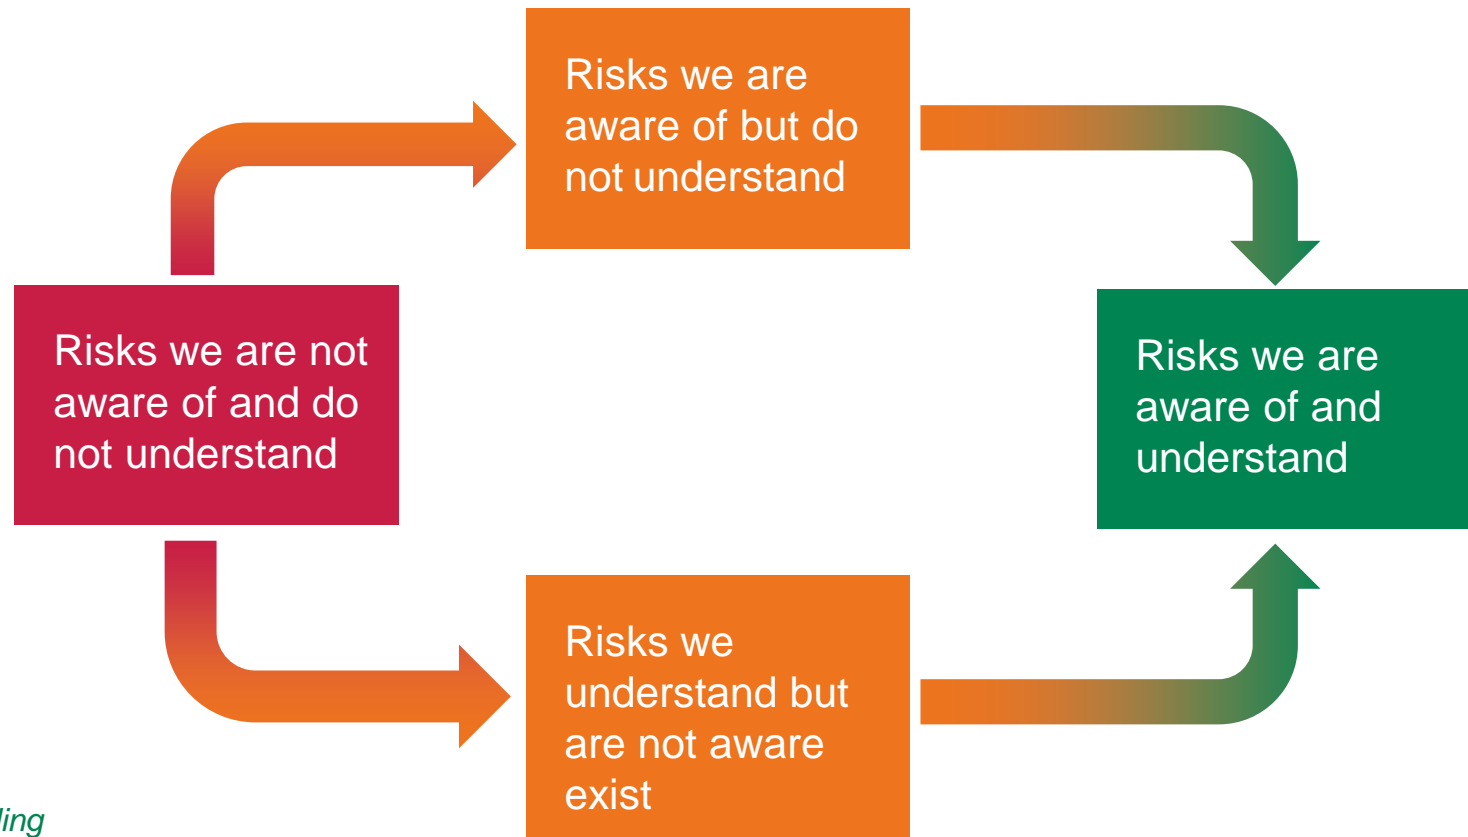 Risks we are
aware of but do
not understand
Risks we are not
aware of and do
not understand
Risks we are
aware of and
understand
Risks we
understand but
are not aware
exist